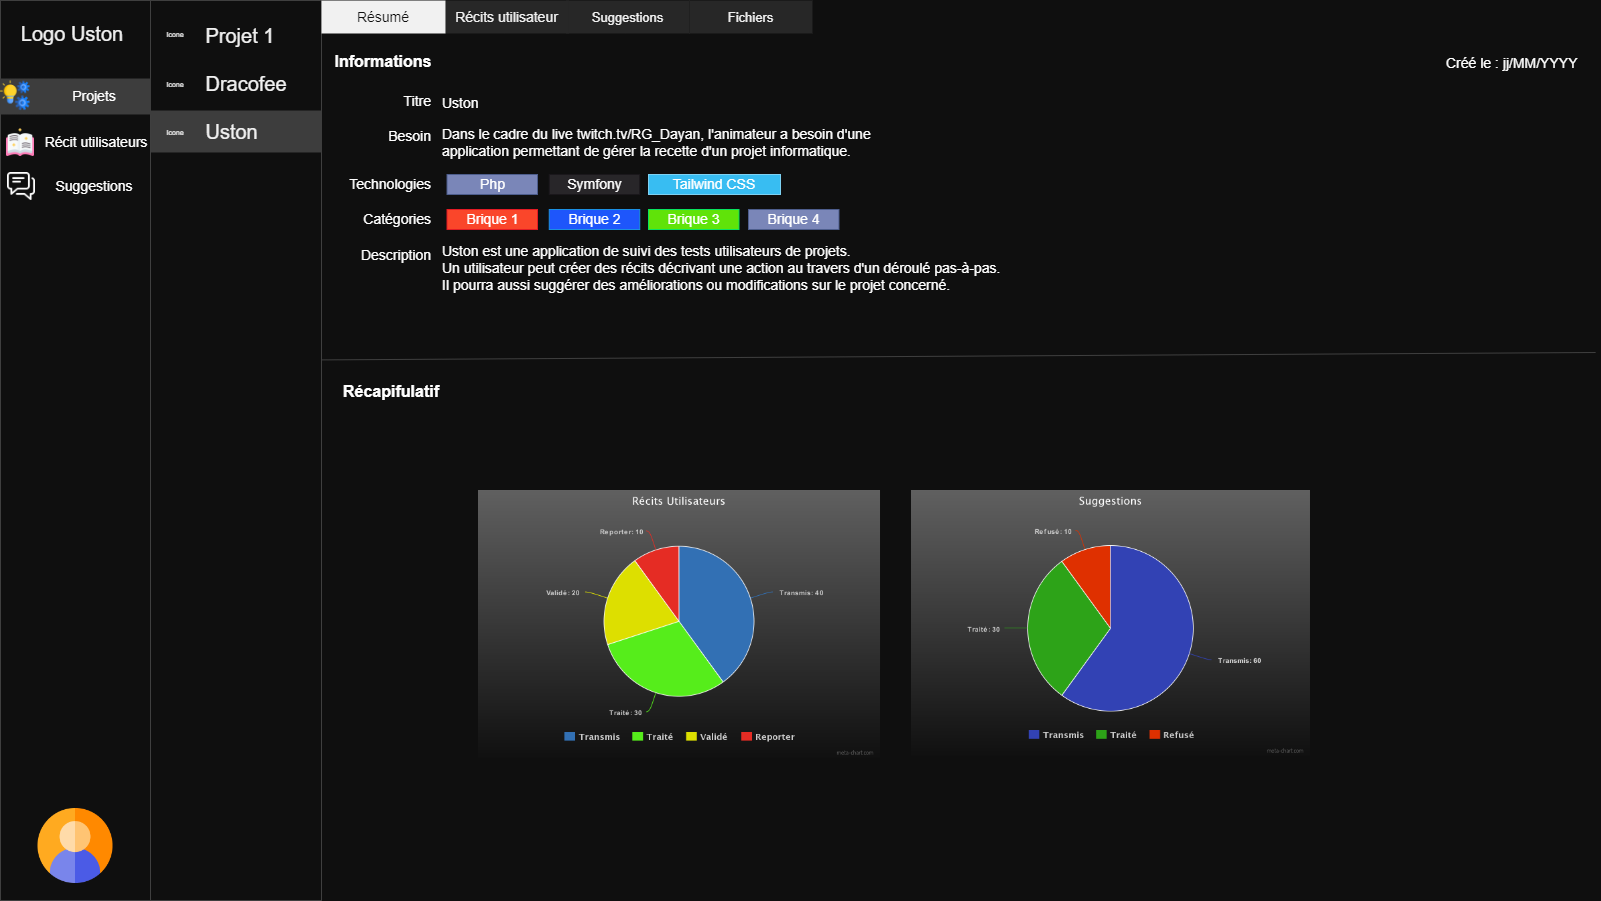 Logo Uston
Projets
Récit utilisateurs
Suggestions
Icone Projet 1
Icone Dracofee
Icone Uston
Résumé Récits utilisateur Suggestions Fichiers
Informations
Créé le : jj/MM/YYYY
Titre Uston
Besoin Dans le cadre du live twitch.tv/RG_Dayan, l'animateur a besoin d'une
application permettant de gérer la recette d'un projet informatique.
Technologies Php Symfony Tailwind CSS
Catégories Brique 1 Brique 2 Brique 3 Brique 4
Description Uston est une application de suivi des tests utilisateurs de projets.
Un utilisateur peut créer des récits décrivant une action au travers d'un déroulé pas-à-pas.
Il pourra aussi suggérer des améliorations ou modifications sur le projet concerné.
Récapifulatif
Récits Utilisateurs
Reporter: 10
Validé: 20
Transmis: 40
Traité: 30
Transmis Traité Validé Reporter
meta-chart.com
Suggestions
Refusé: 10
Traité: 30
Transmis: 60
Transmis Traité Refusé
meta-chart.com